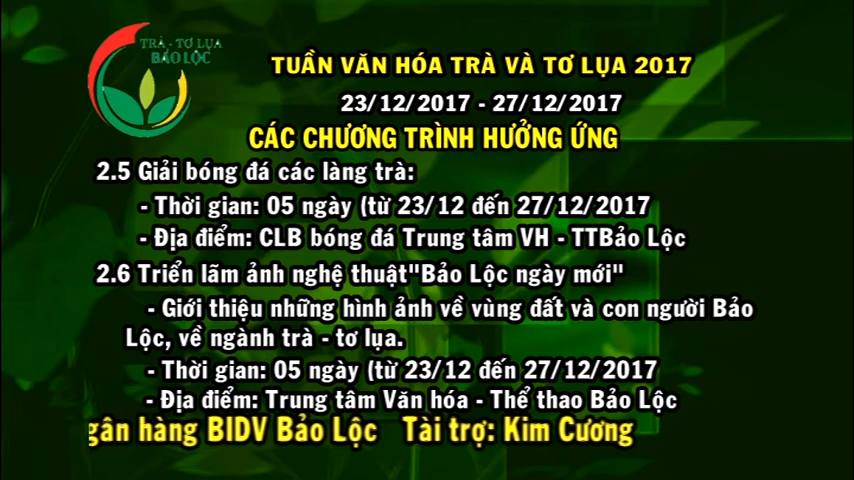 TRÀ - TƠ LỤA
BẢO LỘC
TUẦN VĂN HÓA TRÀ VÀ TƠ LỤA 2017
23/12/2017 - 27/12/2017
CÁC CHƯƠNG TRÌNH HƯỞNG ỨNG
2.5 Giải bóng đá các làng trà:
- Thời gian: 05 ngày (từ 23/12 đến 27/12/2017
- Địa điểm: CLB bóng đá Trung tâm VH - TTBảo Lộc
2.6 Triển lãm ảnh nghệ thuật"Bảo Lộc ngày mới"
- Giới thiệu những hình ảnh về vùng đất và con người Bảo
Lộc, về ngành trà - tơ lụa.
- Thời gian: 05 ngày (từ 23/12 đến 27/12/2017
- Địa điểm: Trung tâm Văn hóa - Thể thao Bảo Lộc
gân hàng BIDV Bảo Lộc Tài trợ: Kim Cương